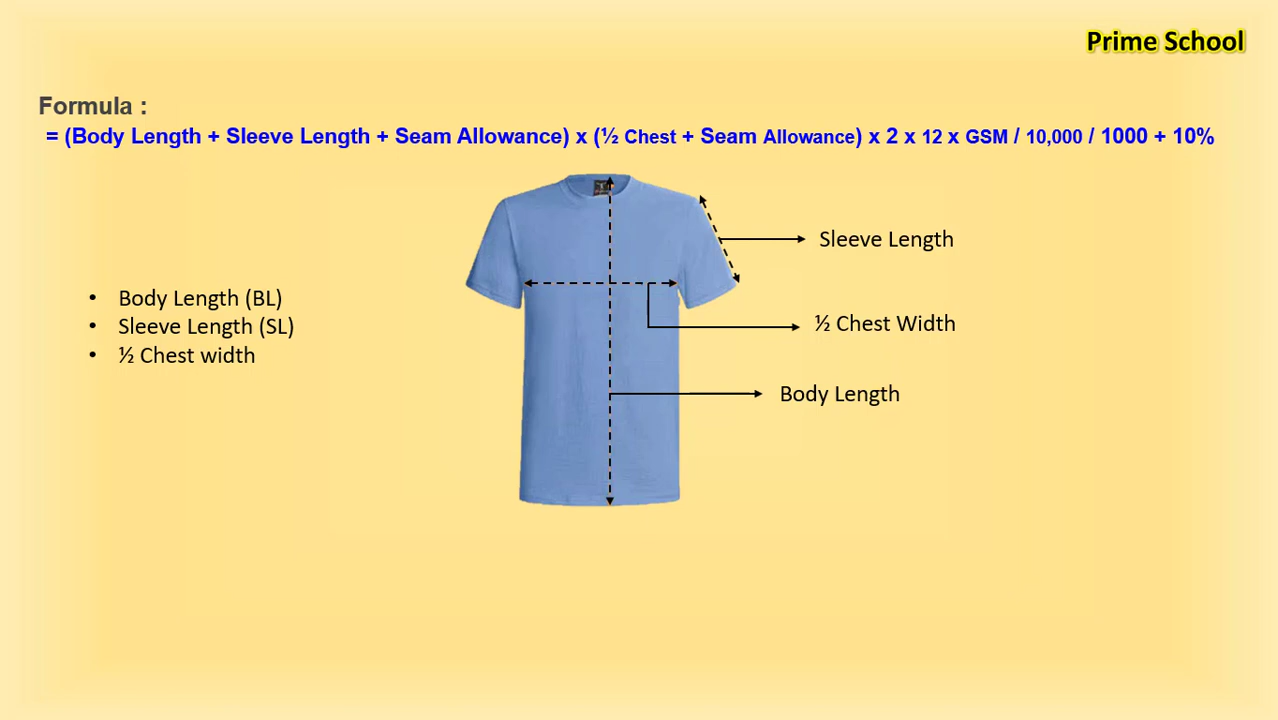 Prime School
Formula :
= (Body Length + Sleeve Length + Seam Allowance) x (½ Chest + Seam Allowance) x 2 x 12 x GSM / 10,000 / 1000 + 10%
Sleeve Length
• Body Length (BL)
• Sleeve Length (SL)
½ Chest Width
• ½ Chest width
Body Length